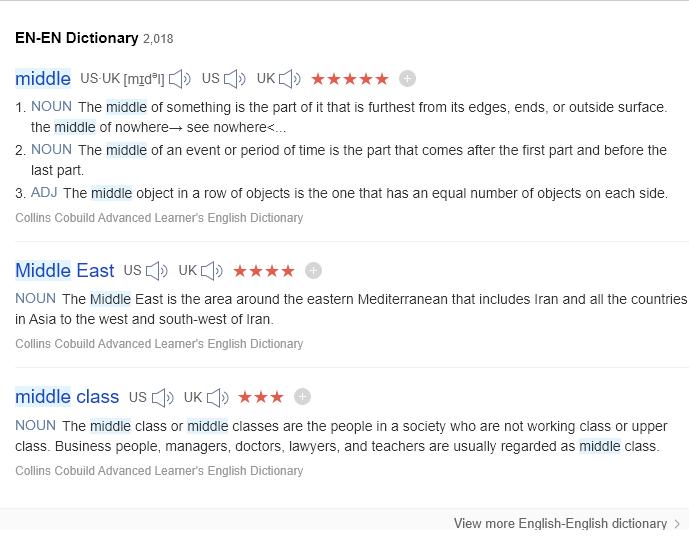 EN-EN Dictionary 2,018
middle US·UK [mɪdᵊl] US UK ★★★★★ +
1. NOUN The middle of something is the part of it that is furthest from its edges, ends, or outside surface.
the middle of nowhere→ see nowhere<...
2. NOUN The middle of an event or period of time is the part that comes after the first part and before the
last part.
3. ADJ The middle object in a row of objects is the one that has an equal number of objects on each side.
Collins Cobuild Advanced Learner's English Dictionary
Middle East US UK ★★★★ +
NOUN The Middle East is the area around the eastern Mediterranean that includes Iran and all the countries
in Asia to the west and south-west of Iran.
Collins Cobuild Advanced Learner's English Dictionary
middle class US UK ★★★ +
NOUN The middle class or middle classes are the people in a society who are not working class or upper
class. Business people, managers, doctors, lawyers, and teachers are usually regarded as middle class.
Collins Cobuild Advanced Learner's English Dictionary
View more English-English dictionary >